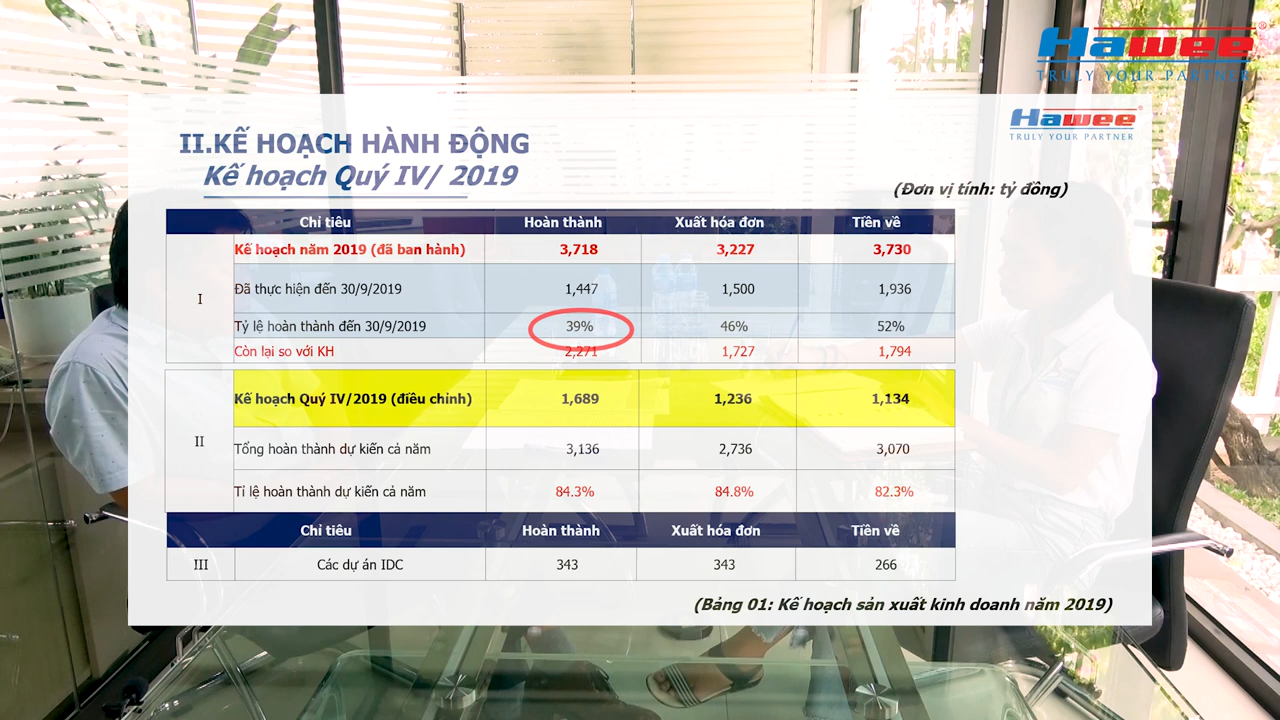 Hawee®
TRULY YOUR PARTNER
Hawee®
TRULY YOUR PARTNER
II.KẾ HOẠCH HÀNH ĐỘNG
Kế hoạch Quý IV/ 2019
(Đơn vị tính: tỷ đồng)
Chỉ tiêu Hoàn thành Xuất hóa đơn Tiền về
Kế hoạch năm 2019 (đã ban hành) 3,718 3,227 3,730
I Đã thực hiện đến 30/9/2019 1,447 1,500 1,936
Tỷ lệ hoàn thành đến 30/9/2019 39% 46% 52%
Còn lại so với KH 2,271 1,727 1,794
Kế hoạch Quý IV/2019 (điều chỉnh) 1,689 1,236 1,134
II Tổng hoàn thành dự kiến cả năm 3,136 2,736 3,070
Tỉ lệ hoàn thành dự kiến cả năm 84.3% 84.8% 82.3%
Chỉ tiêu Hoàn thành Xuất hóa đơn Tiền về
III Các dự án IDC 343 343 266
(Bảng 01: Kế hoạch sản xuất kinh doanh năm 2019)